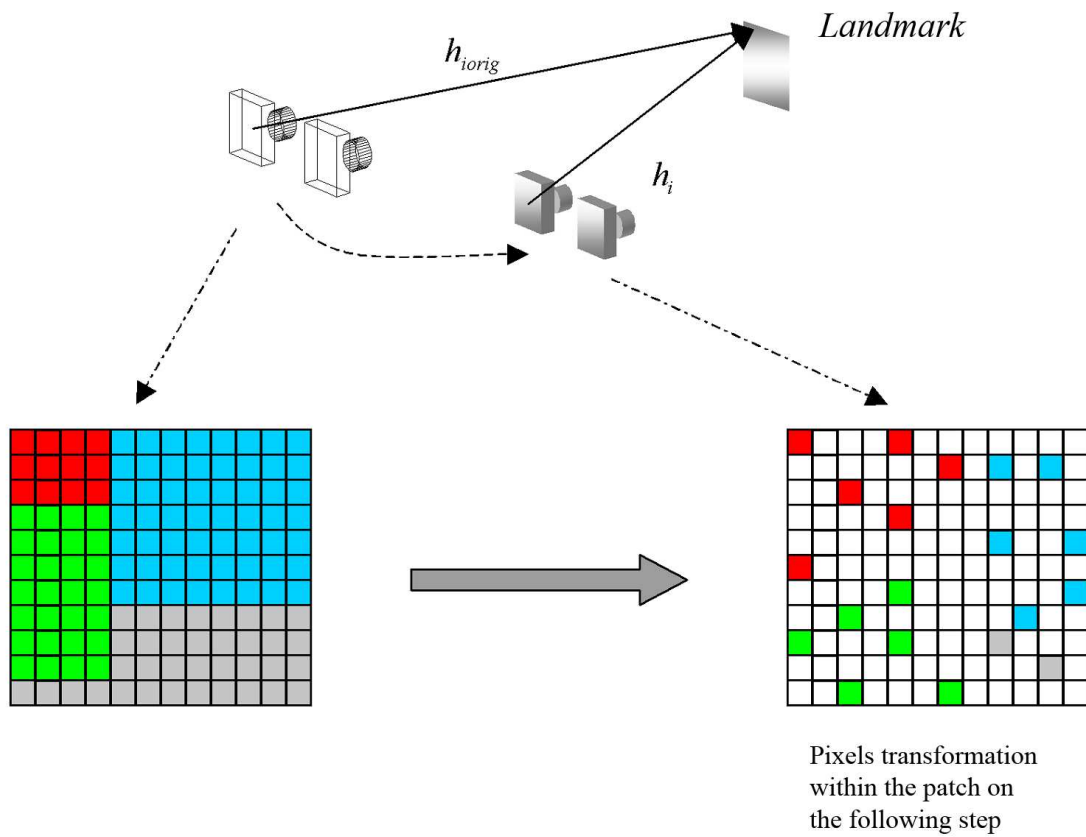 Landmark
h_iorig
h_i
Pixels transformation
within the patch on
the following step